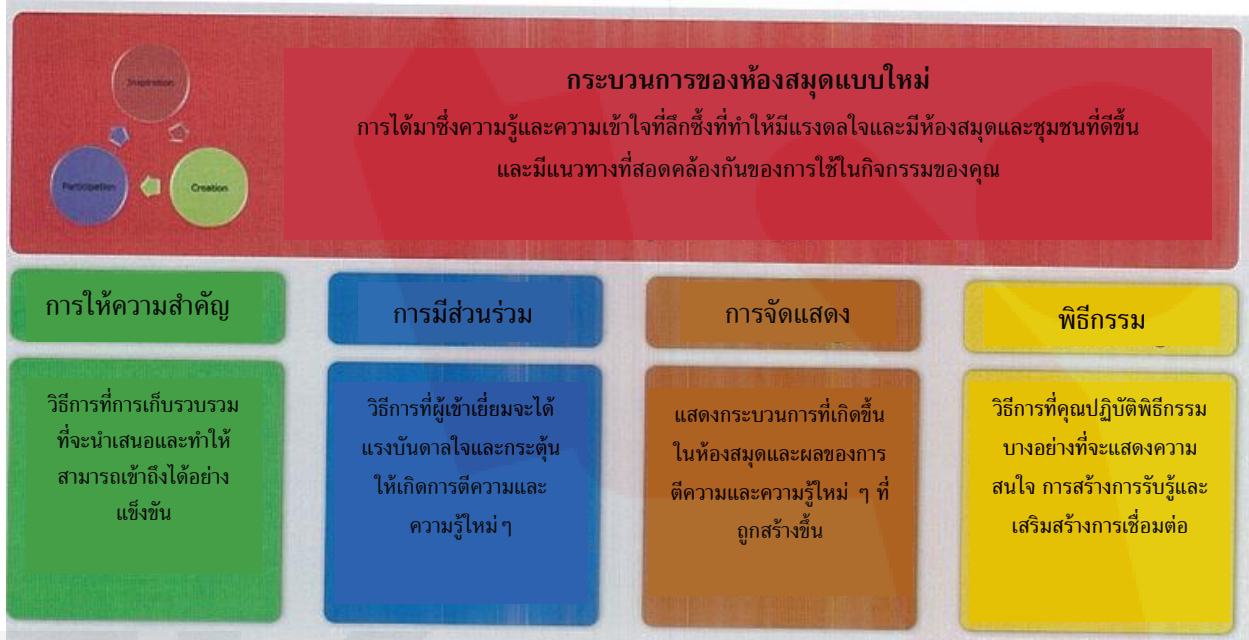 Inspiration
Participation
Creation
กระบวนการของห้องสมุดแบบใหม่
การได้มาซึ่งความรู้และความเข้าใจที่ลึกซึ้งที่ทำให้มีแรงดลใจและมีห้องสมุดและชุมชนที่ดีขึ้น
และมีแนวทางที่สอดคล้องกันของการใช้ในกิจกรรมของคุณ
การให้ความสำคัญ
วิธีการที่การเก็บรวบรวม
ที่จะนำเสนอและทำให้
สามารถเข้าถึงได้อย่าง
แข็งขัน
การมีส่วนร่วม
วิธีการที่ผู้เข้าเยี่ยมจะได้
แรงบันดาลใจและกระตุ้น
ให้เกิดการตีความและ
ความรู้ใหม่ ๆ
การจัดแสดง
แสดงกระบวนการที่เกิดขึ้น
ในห้องสมุดและผลของการ
ตีความและความรู้ใหม่ ๆ ที่
ถูกสร้างขึ้น
พิธีกรรม
วิธีการที่คุณปฏิบัติพิธีกรรม
บางอย่างที่จะแสดงความ
สนใจ การสร้างการรับรู้และ
เสริมสร้างการเชื่อมต่อ